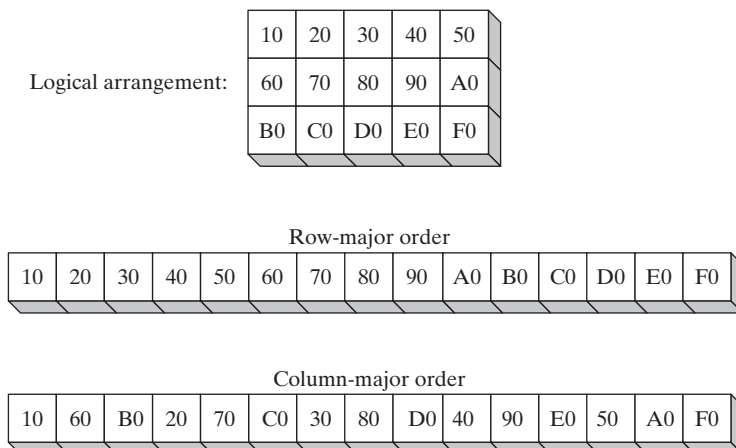 10 20 30 40 50
Logical arrangement: 60 70 80 90 A0
B0 C0 D0 E0 F0
Row-major order
10 20 30 40 50 60 70 80 90 A0 B0 C0 D0 E0 F0
Column-major order
10 60 B0 20 70 C0 30 80 D0 40 90 E0 50 A0 F0